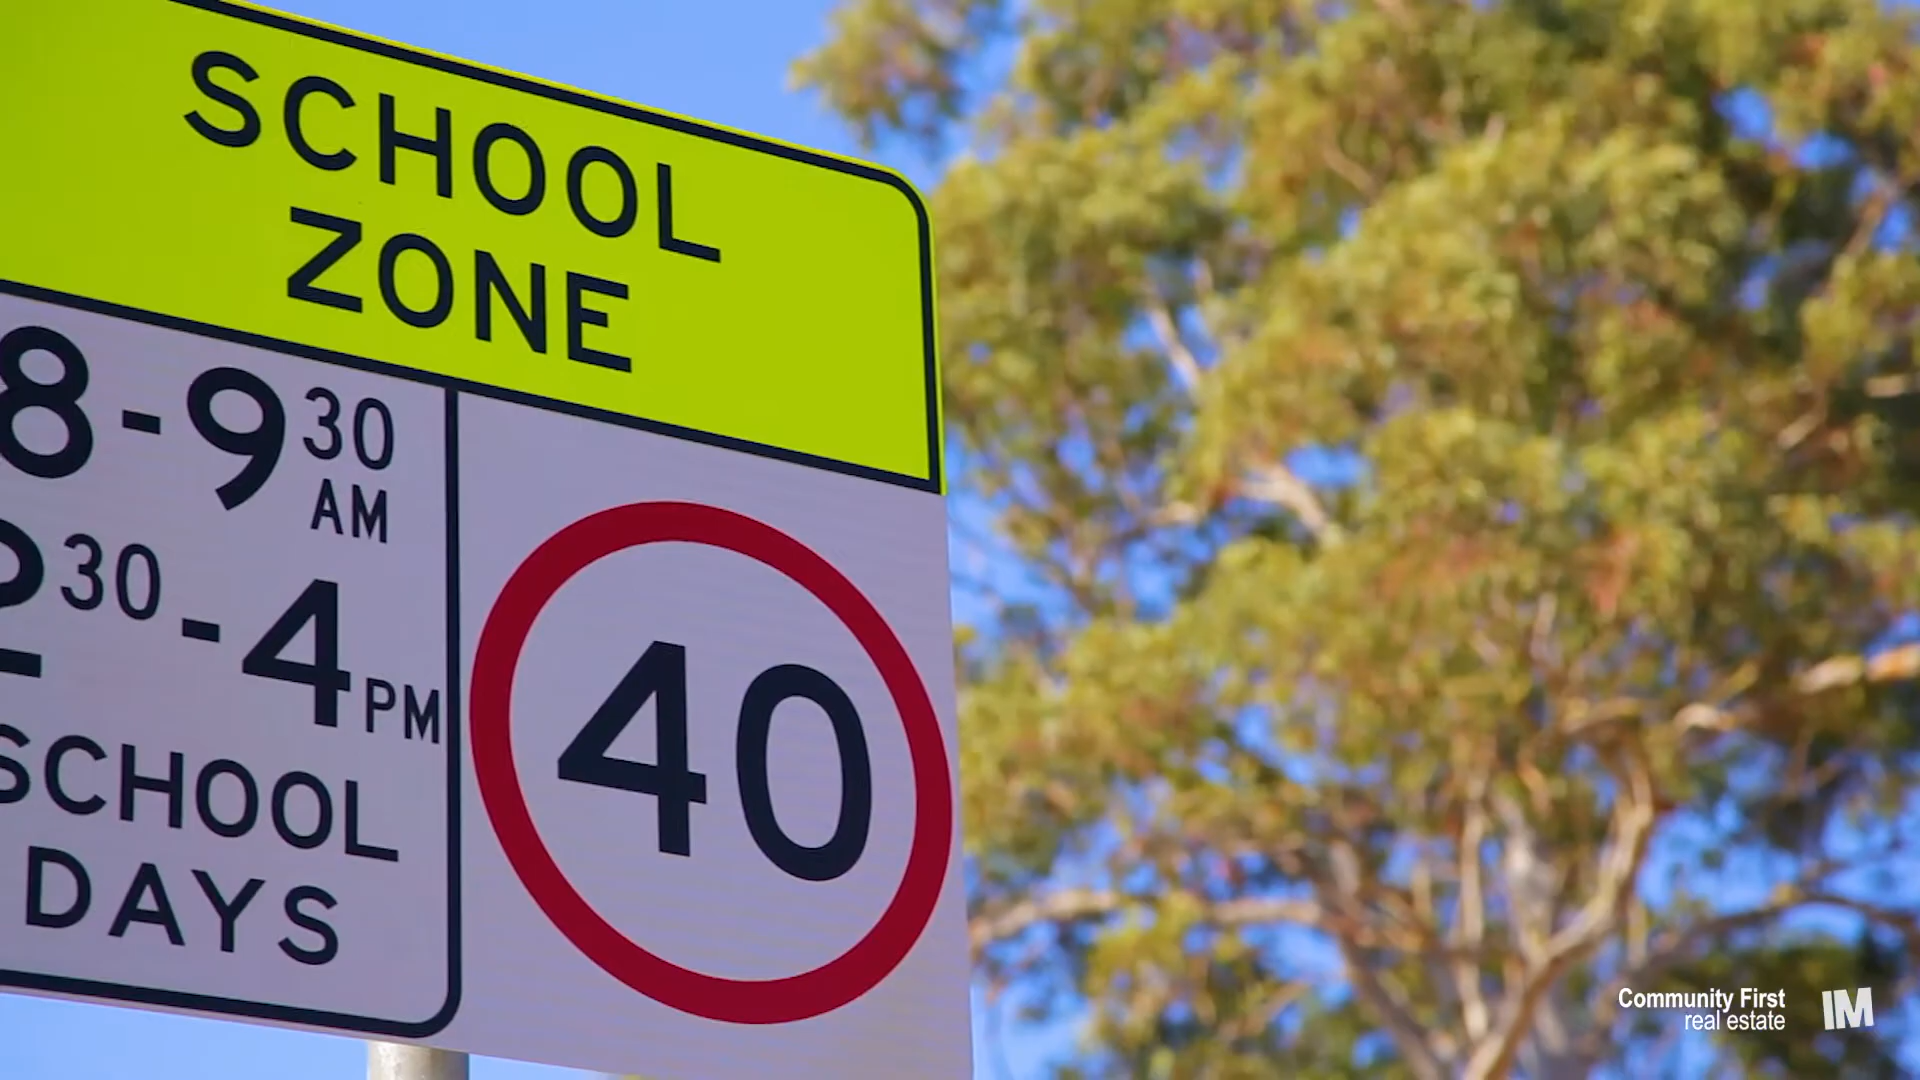 SCHOOL
ZONE
8-9 30
AM
2 30-4 PM
SCHOOL
DAYS
40
Community First
real estate
IM